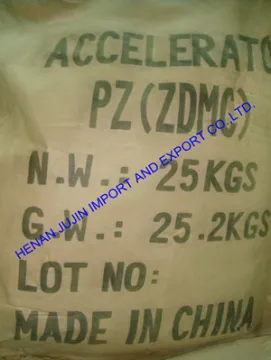 ACCELERATO
PZ(ZDMC)
N.W.: 25KGS
G.W.: 25.2KGS
LOT NO:
MADE IN CHINA
HENAN JUJIN IMPORT AND EXPORT CO.,LTD.